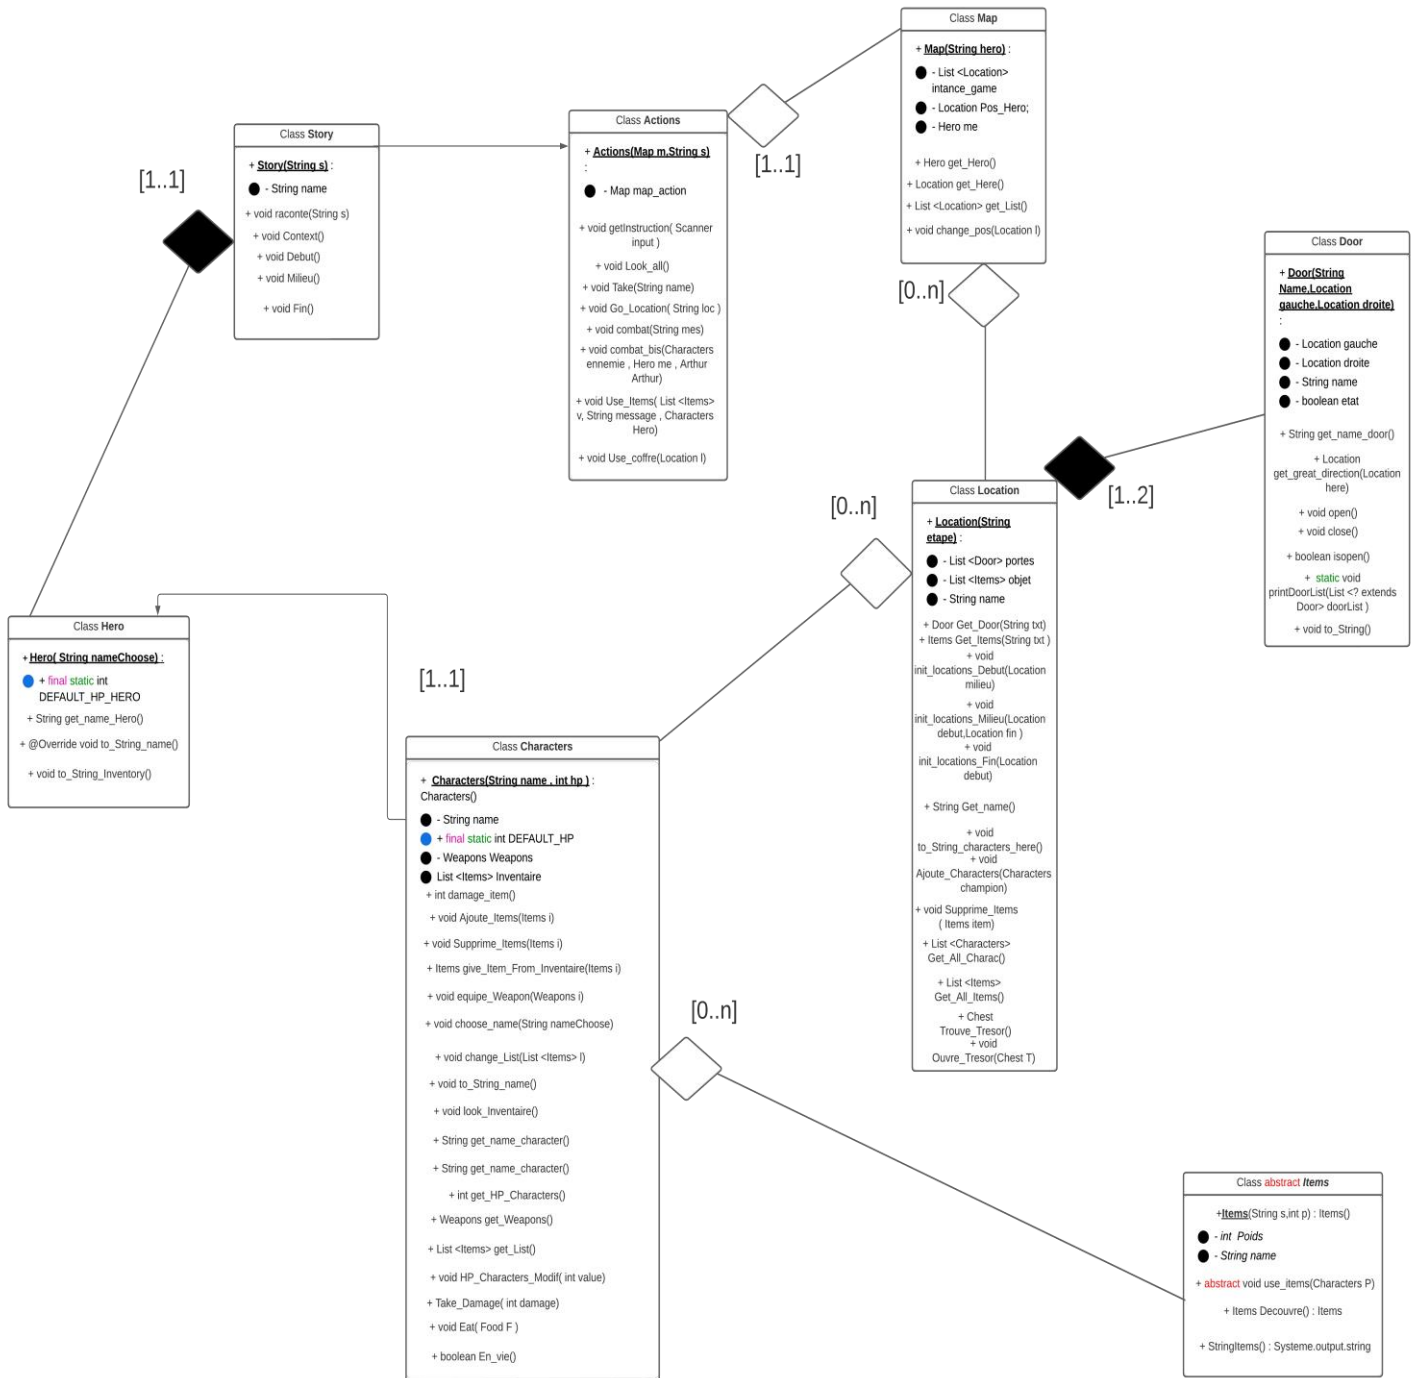 Class Map
+ Map(String hero) :
- List <Location>
intance_game
- Location Pos_Hero;
- Hero me
+ Hero get_Hero()
+ Location get_Here()
+ List <Location> get_List()
+ void change_pos(Location l)
Class Story
+ Story(String s) :
- String name
+ void raconte(String s)
+ void Context()
+ void Debut()
+ void Milieu()
+ void Fin()
[1..1]
Class Actions
+ Actions(Map m,String s)
:
- Map map_action
+ void getInstruction( Scanner
input )
+ void Look_all()
+ void Take(String name)
+ void Go_Location( String loc )
+ void combat(String mes)
+ void combat_bis(Characters
ennemie , Hero me , Arthur
Arthur)
+ void Use_Items( List <Items>
v, String message , Characters
Hero)
+ void Use_coffre(Location l)
[1..1]
[0..n]
Class Door
+ Door(String
Name,Location
gauche,Location droite)
:
- Location gauche
- Location droite
- String name
- boolean etat
+ String get_name_door()
+ Location
get_great_direction(Location
here)
+ void open()
+ void close()
+ boolean isopen()
+ static void
printDoorList(List <? extends
Door> doorList )
+ void to_String()
[1..2]
[0..n]
Class Location
+ Location(String
etape) :
- List <Door> portes
- List <Items> objet
- String name
+ Door Get_Door(String txt)
+ Items Get_Items(String txt )
+ void
init_locations_Debut(Location
milieu)
+ void
init_locations_Milieu(Location
debut,Location fin )
+ void
init_locations_Fin(Location
debut)
+ String Get_name()
+ void
to_String_characters_here()
+ void
Ajoute_Characters(Characters
champion)
+ void Supprime_Items
( Items item)
+ List <Characters>
Get_All_Charac()
+ List <Items>
Get_All_Items()
+ Chest
Trouve_Tresor()
+ void
Ouvre_Tresor(Chest T)
Class Hero
+ Hero( String nameChoose) :
+ final static int
DEFAULT_HP_HERO
+ String get_name_Hero()
+ @Override void to_String_name()
+ void to_String_Inventory()
[1..1]
Class Characters
+ Characters(String name , int hp ) :
Characters()
- String name
+ final static int DEFAULT_HP
- Weapons Weapons
List <Items> Inventaire
+ int damage_item()
+ void Ajoute_Items(Items i)
+ void Supprime_Items(Items i)
+ Items give_Item_From_Inventaire(Items i)
+ void equipe_Weapon(Weapons i)
+ void choose_name(String nameChoose)
+ void change_List(List <Items> l)
+ void to_String_name()
+ void look_Inventaire()
+ String get_name_character()
+ String get_name_character()
+ int get_HP_Characters()
+ Weapons get_Weapons()
+ List <Items> get_List()
+ void HP_Characters_Modif( int value)
+ Take_Damage( int damage)
+ void Eat( Food F )
+ boolean En_vie()
[0..n]
Class abstract Items
+Items(String s,int p) : Items()
- int Poids
- String name
+ abstract void use_items(Characters P)
+ Items Decouvre() : Items
+ StringItems() : Systeme.output.string